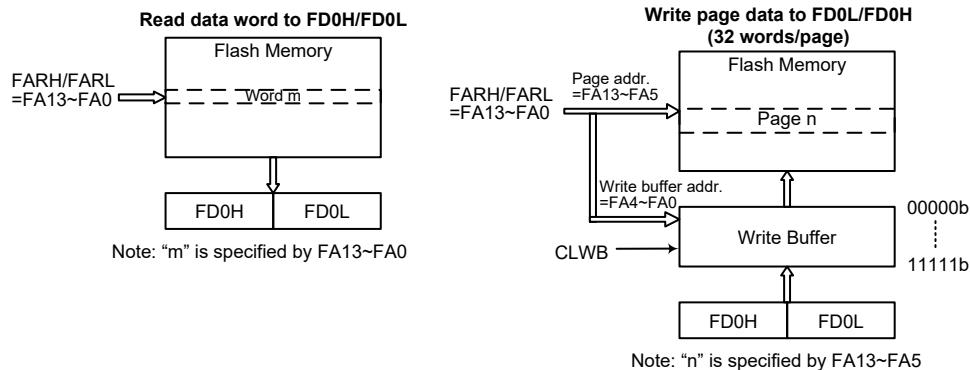 Read data word to FD0H/FD0L
Flash Memory
FARH/FARL
=FA13~FA0
Word m
FD0H
FD0L
Note: “m” is specified by FA13~FA0
Write page data to FD0L/FD0H
(32 words/page)
Flash Memory
Page addr.
=FA13~FA5
FARH/FARL
=FA13~FA0
Page n
Write buffer addr.
=FA4~FA0
00000b
Write Buffer
CLWB
11111b
FD0H
FD0L
Note: “n” is specified by FA13~FA5